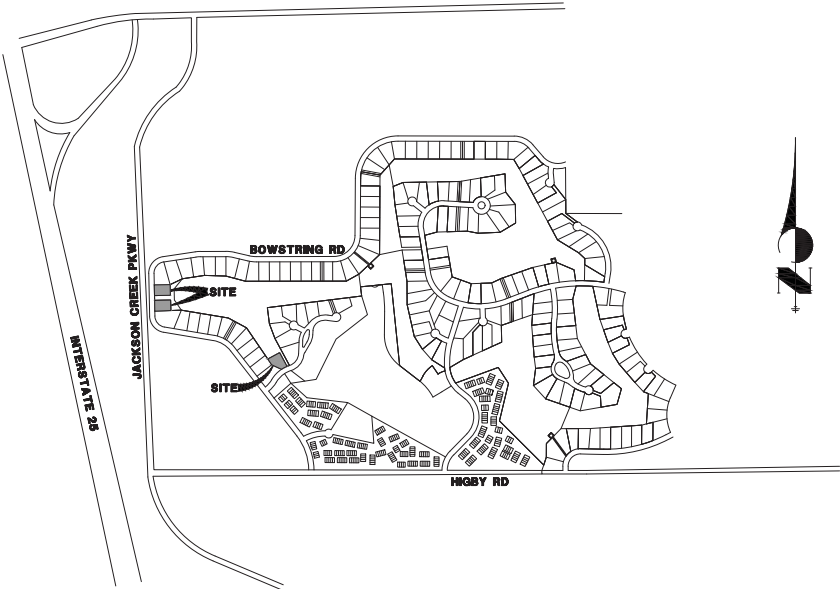 BOWSTRING RD
JACKSON CREEK PKWY
SITE
INTERSTATE 25
SITE
HIGBY RD